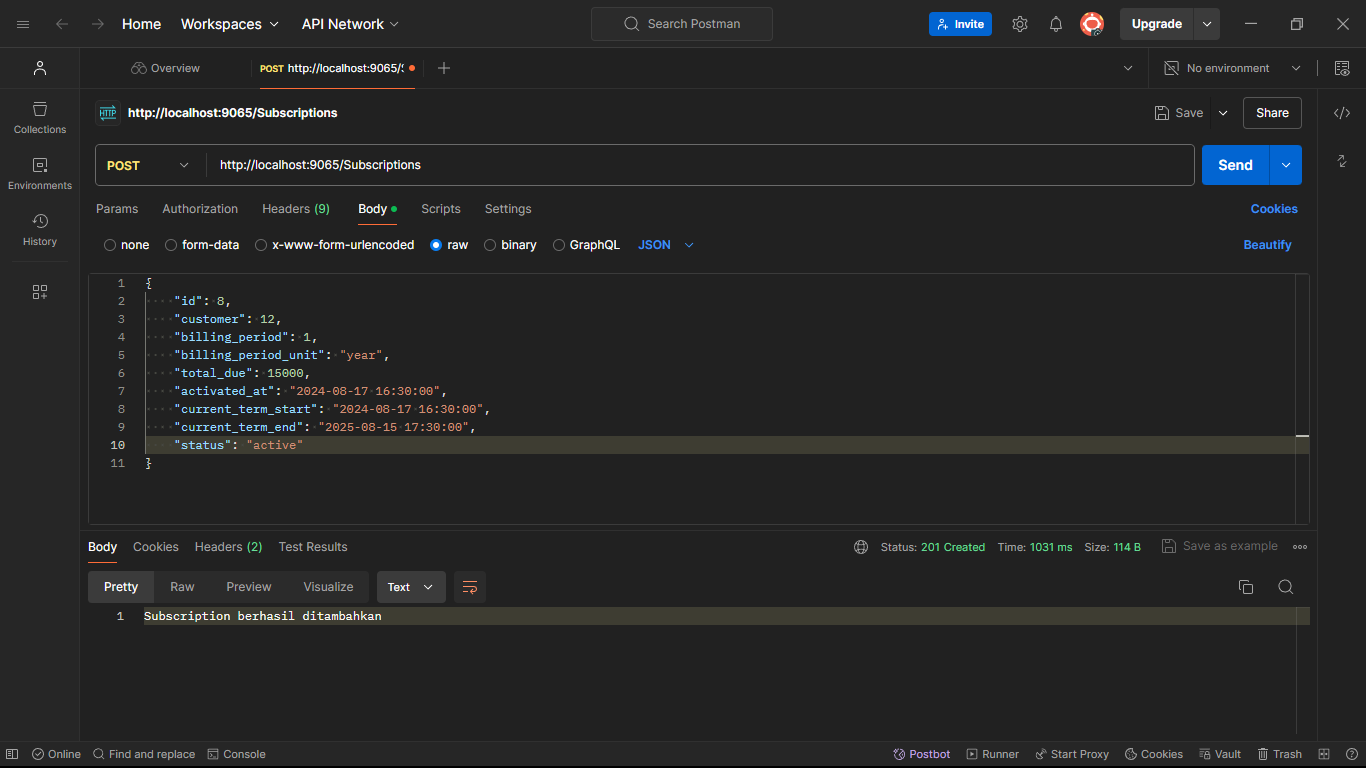 Home Workspaces API Network Search Postman Invite Upgrade
Overview POST http://localhost:9065/S No environment
HTTP http://localhost:9065/Subscriptions Save Share
POST http://localhost:9065/Subscriptions Send
Params Authorization Headers (9) Body Scripts Settings Cookies
none form-data x-www-form-urlencoded raw binary GraphQL JSON Beautify
Collections
Environments
History
1 {
2 "id": 8,
3 "customer": 12,
4 "billing_period": 1,
5 "billing_period_unit": "year",
6 "total_due": 15000,
7 "activated_at": "2024-08-17 16:30:00",
8 "current_term_start": "2024-08-17 16:30:00",
9 "current_term_end": "2025-08-15 17:30:00",
10 "status": "active"
11 }
Body Cookies Headers (2) Test Results Status: 201 Created Time: 1031 ms Size: 114 B Save as example
Pretty Raw Preview Visualize Text
1 Subscription berhasil ditambahkan
Online Find and replace Console Postbot Runner Start Proxy Cookies Vault Trash